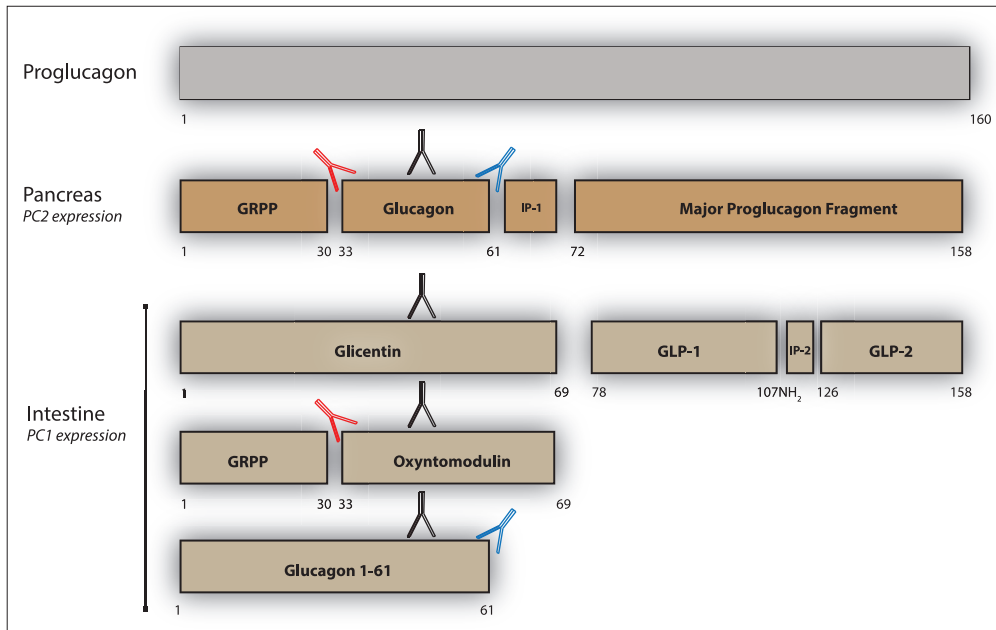 Proglucagon
1 160
Pancreas
PC2 expression
GRPP Glucagon IP-1 Major Proglucagon Fragment
1 30 33 61 72 158
Glicentin GLP-1 IP-2 GLP-2
1 69 78 107NH₂ 126 158
Intestine
PC1 expression
GRPP Oxyntomodulin
1 30 33 69
Glucagon 1-61
1 61